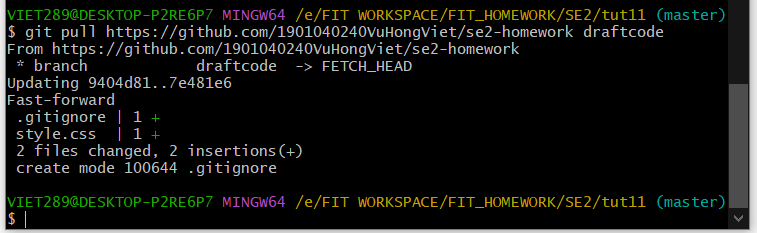 VIET289@DESKTOP-P2RE6P7 MINGW64 /e/FIT WORKSPACE/FIT_HOMEWORK/SE2/tut11 (master)
$ git pull https://github.com/1901040240VuHongViet/se2-homework draftcode
From https://github.com/1901040240VuHongViet/se2-homework
 * branch            draftcode  -> FETCH_HEAD
Updating 9404d81..7e481e6
Fast-forward
 .gitignore | 1 +
 style.css  | 1 +
 2 files changed, 2 insertions(+)
 create mode 100644 .gitignore

VIET289@DESKTOP-P2RE6P7 MINGW64 /e/FIT WORKSPACE/FIT_HOMEWORK/SE2/tut11 (master)
$